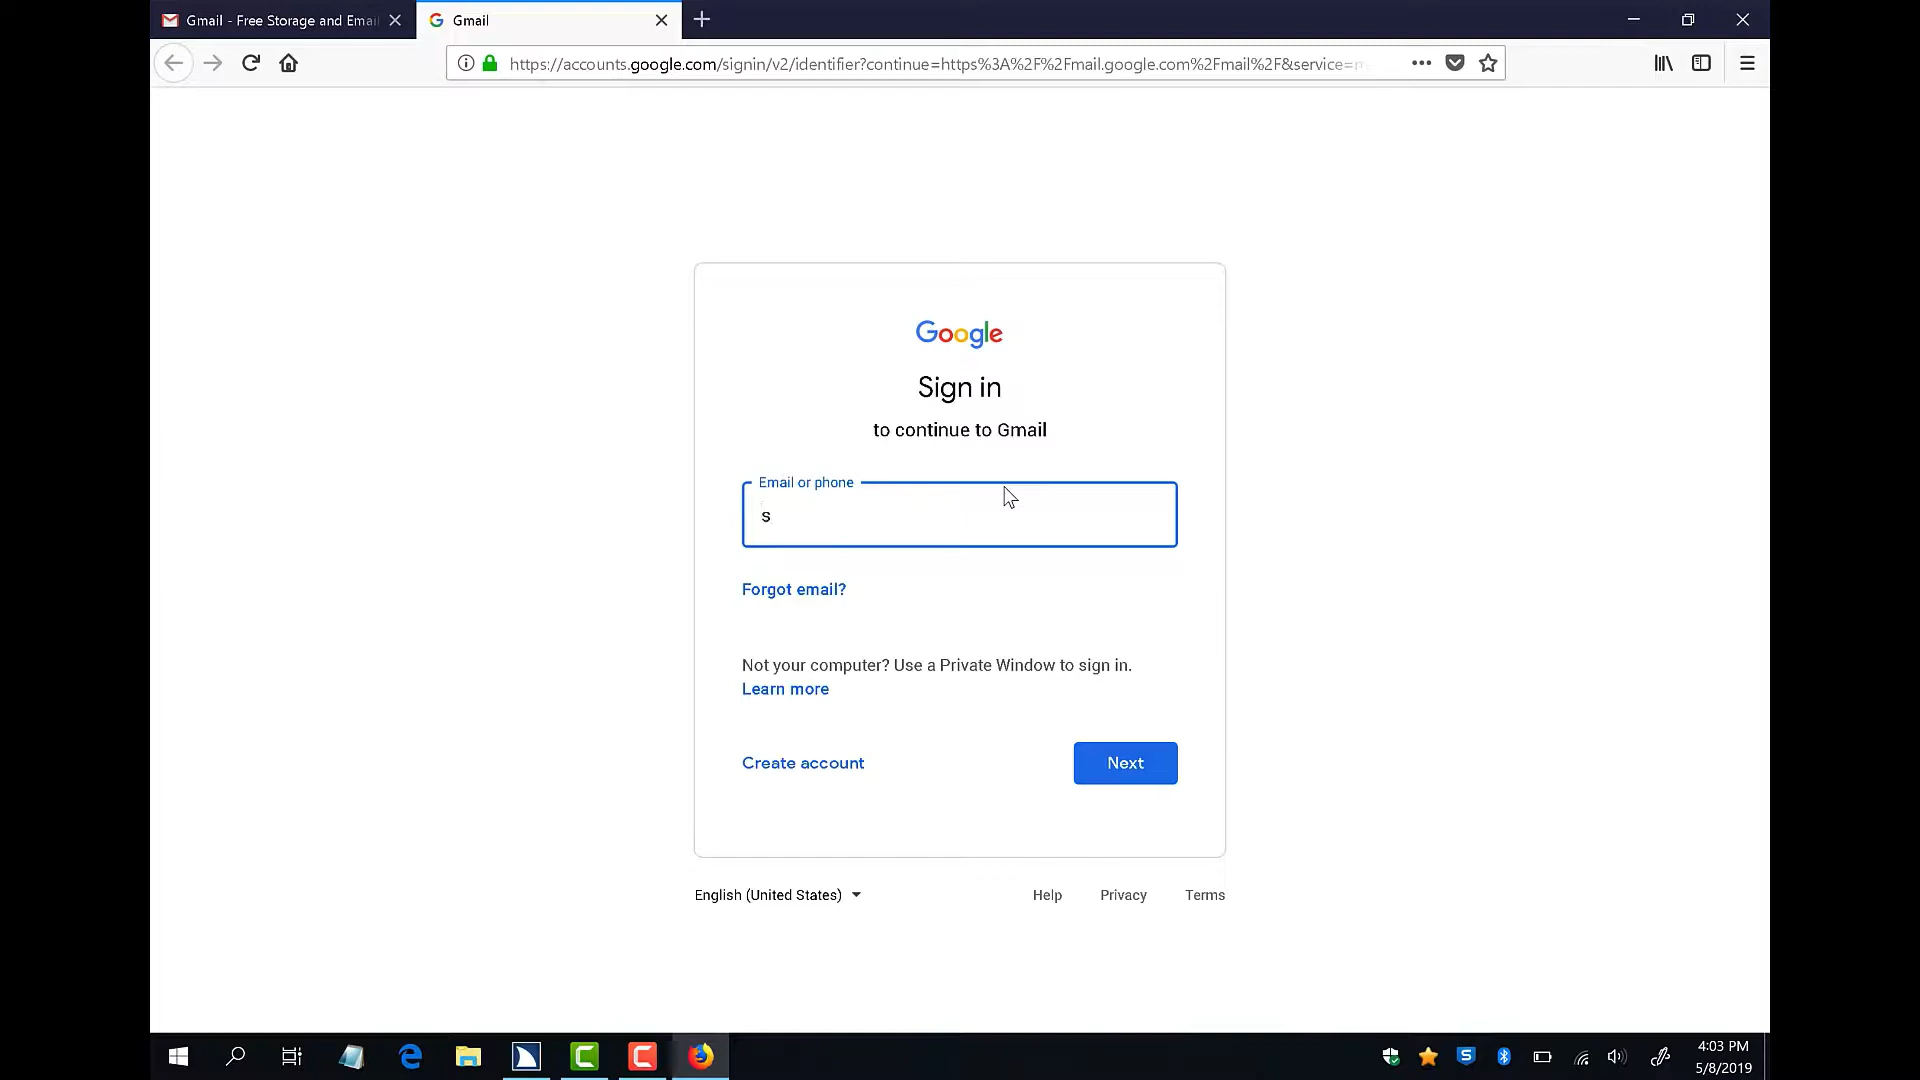 Gmail - Free Storage and Emai
Gmail
https://accounts.google.com/signin/v2/identifier?continue=https%3A%2F%2Fmail.google.com%2Fmail%2F&service=m
Google
Sign in
to continue to Gmail
Email or phone
s
Forgot email?
Not your computer? Use a Private Window to sign in.
Learn more
Create account
Next
English (United States)
Help
Privacy
Terms
4:03 PM
5/8/2019